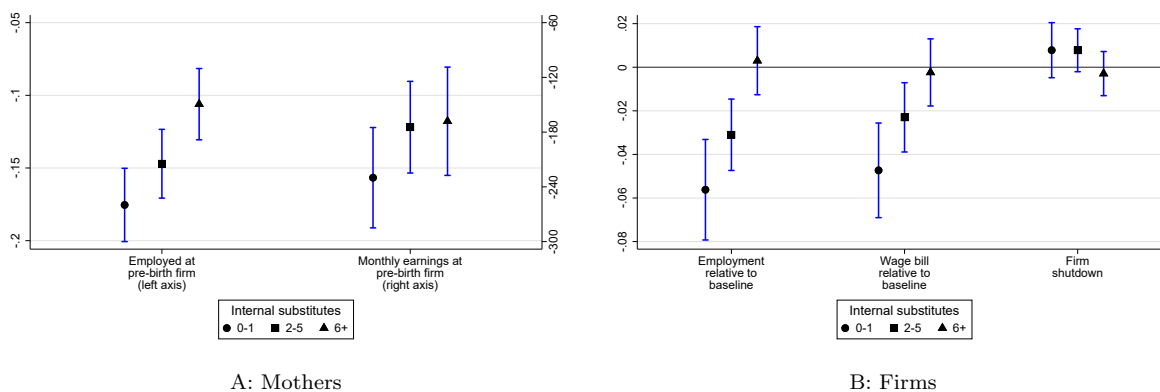 -.05
-.1
-.15
-.2
-60
-120
-180
-240
-300
Employed at
pre-birth firm
(left axis)
Monthly earnings at
pre-birth firm
(right axis)
Internal substitutes
0-1 2-5 6+
A: Mothers
.02
0
-.02
-.04
-.06
-.08
Employment
relative to
baseline
Wage bill
relative to
baseline
Firm
shutdown
Internal substitutes
0-1 2-5 6+
B: Firms